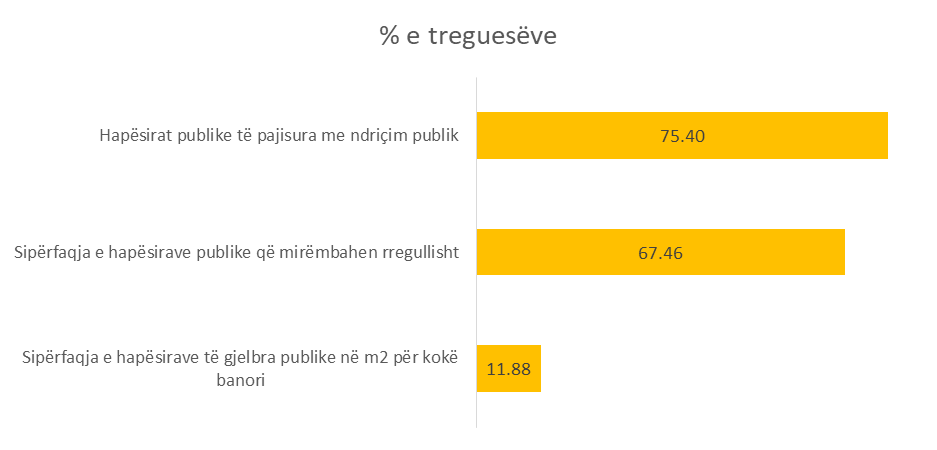 % e treguesëve
Hapësirat publike të pajisura me ndriçim publik
75.40
Sipërfaqja e hapësirave publike që mirëmbahen rregullisht
67.46
Sipërfaqja e hapësirave të gjelbra publike në m2 për kokë
banori
11.88